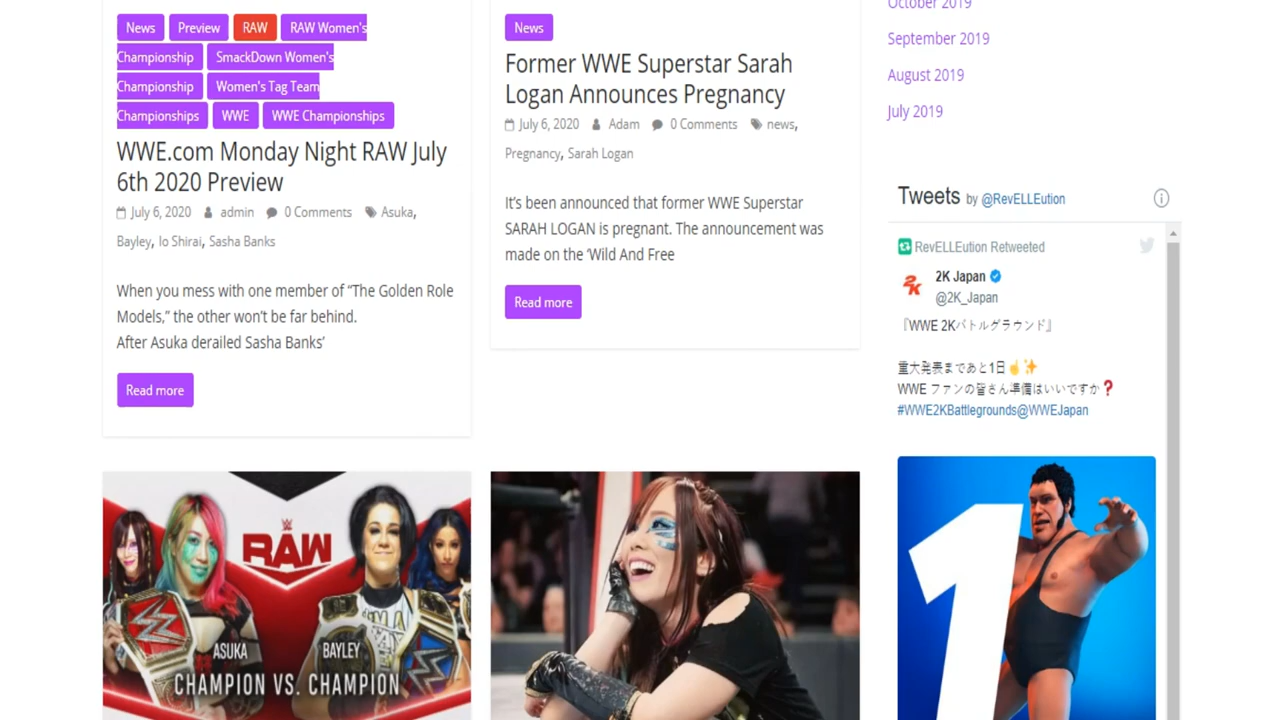 News Preview RAW RAW Women's
Championship SmackDown Women's
Championship Women's Tag Team
Championships WWE WWE Championships
WWE.com Monday Night RAW July
6th 2020 Preview
July 6, 2020 admin 0 Comments Asuka,
Bayley, Io Shirai, Sasha Banks
When you mess with one member of “The Golden Role
Models,” the other won’t be far behind.
After Asuka derailed Sasha Banks’
Read more
RAW
ASUKA BAYLEY
CHAMPION VS. CHAMPION
News
Former WWE Superstar Sarah
Logan Announces Pregnancy
July 6, 2020 Adam 0 Comments news,
Pregnancy, Sarah Logan
It’s been announced that former WWE Superstar
SARAH LOGAN is pregnant. The announcement was
made on the ‘Wild And Free
Read more
October 2019
September 2019
August 2019
July 2019
Tweets by @RevELLEution
RevELLEution Retweeted
2K 2K Japan
@2K_Japan
『WWE 2Kバトルグラウンド』
重大発表まであと1日☝✨
WWE ファンの皆さん準備はいいですか❓
#WWE2KBattlegrounds@WWEJapan
1